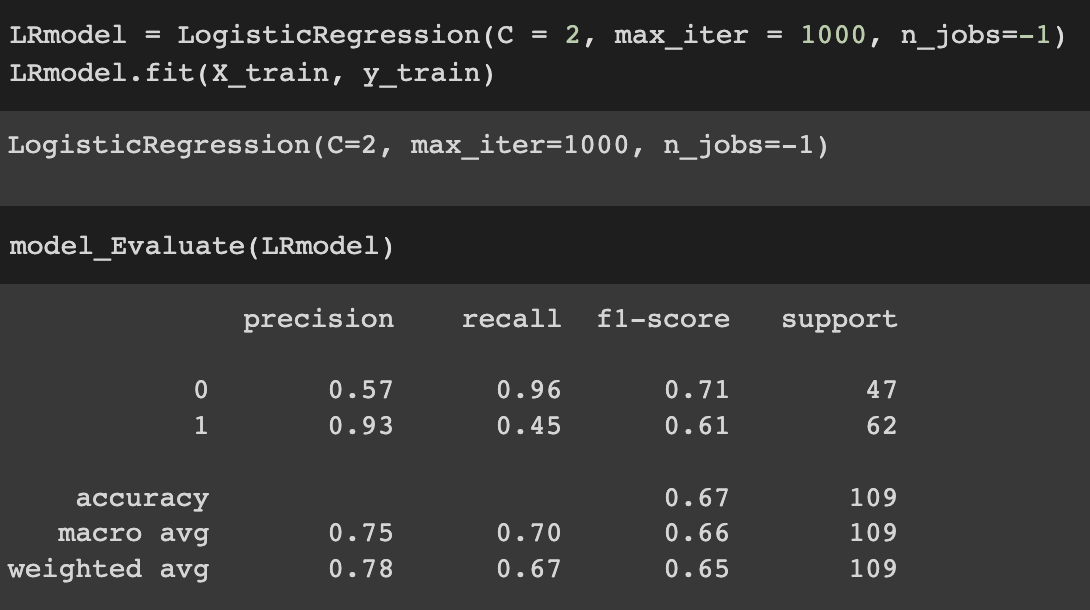 LRmodel = LogisticRegression(C = 2, max_iter = 1000, n_jobs=-1)
LRmodel.fit(X_train, y_train)
LogisticRegression(C=2, max_iter=1000, n_jobs=-1)
model_Evaluate(LRmodel)
precision recall f1-score support
0 0.57 0.96 0.71 47
1 0.93 0.45 0.61 62
accuracy 0.67 109
macro avg 0.75 0.70 0.66 109
weighted avg 0.78 0.67 0.65 109